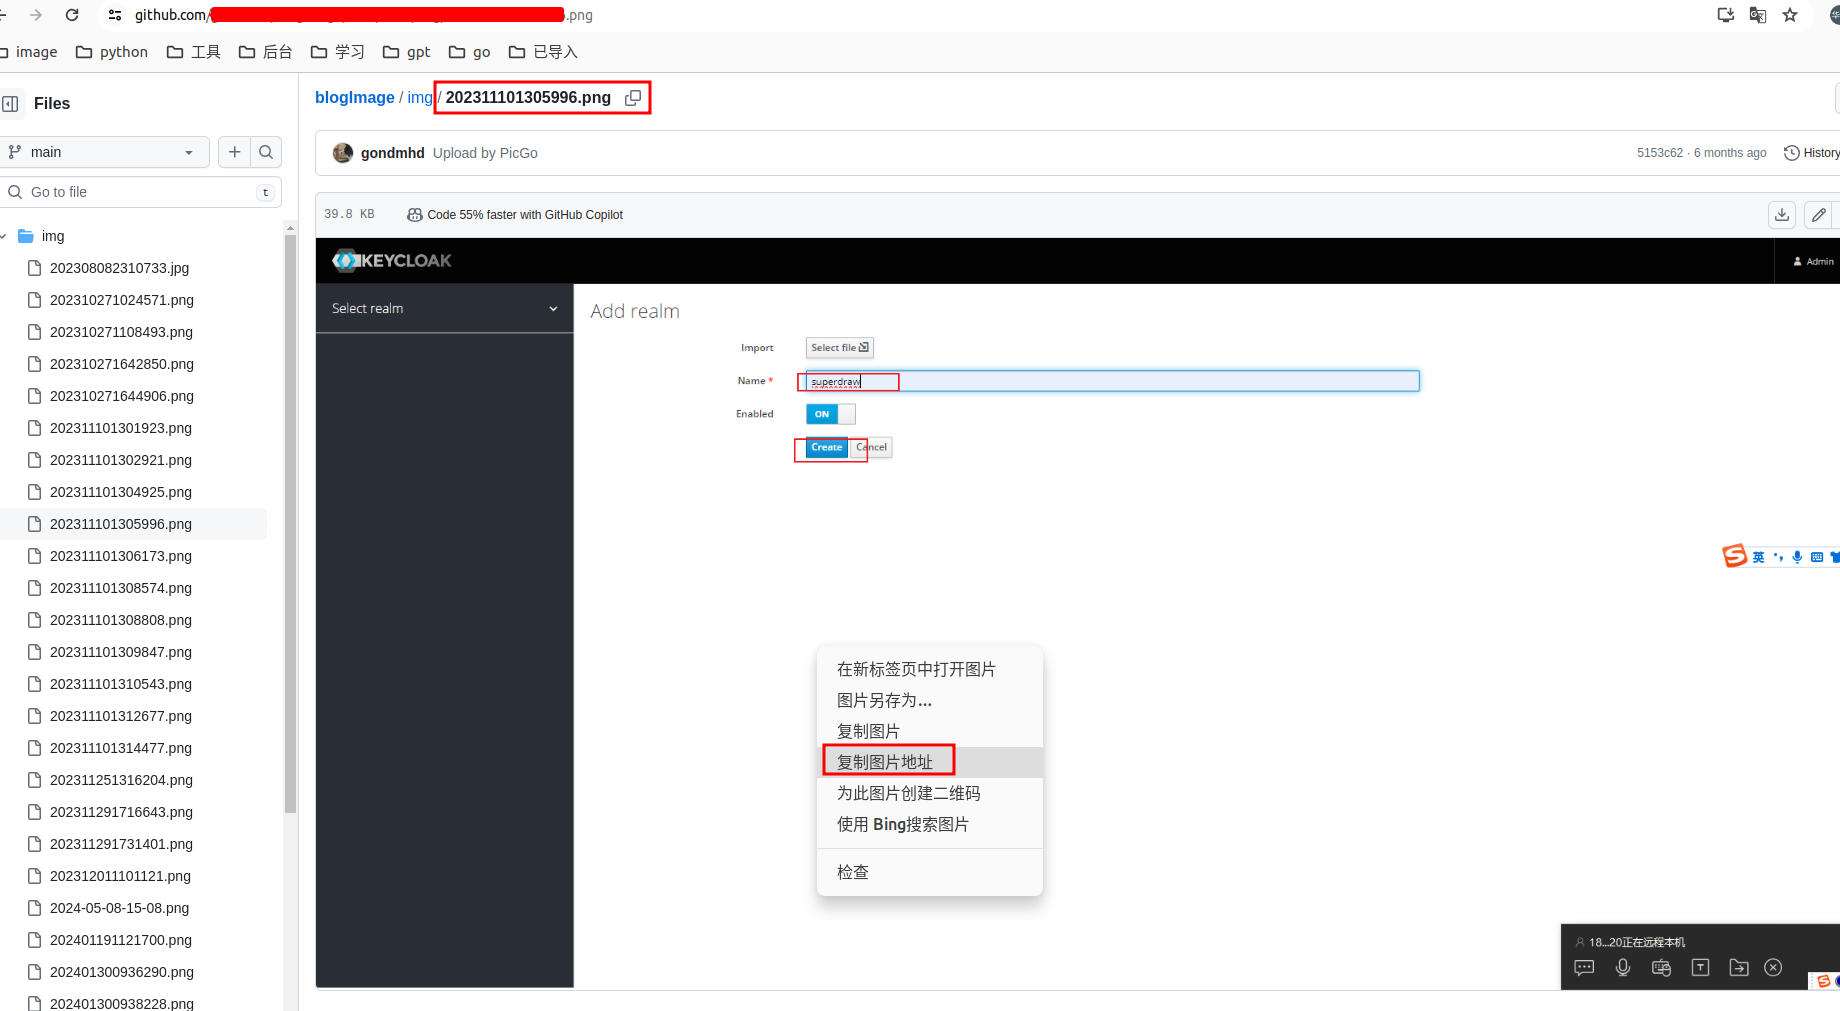 github.com/
.png
image
python
工具
后台
学习
gpt
go
已导入
Files
main
Go to file
t
img
202308082310733.jpg
202310271024571.png
202310271108493.png
202310271642850.png
202310271644906.png
202311101301923.png
202311101302921.png
202311101304925.png
202311101305996.png
202311101306173.png
202311101308574.png
202311101308808.png
202311101309847.png
202311101310543.png
202311101312677.png
202311101314477.png
202311251316204.png
202311291716643.png
202311291731401.png
202312011101121.png
2024-05-08-15-08.png
202401191121700.png
202401300936290.png
202401300938228.png
blogImage / img / 202311101305996.png
gondmhd Upload by PicGo
5153c62 · 6 months ago
History
39.8 KB
Code 55% faster with GitHub Copilot
KEYCLOAK
Admin
Select realm
Add realm
Import
Select file
Name *
superdraw
Enabled
ON
Create
Cancel
英
在新标签页中打开图片
图片另存为...
复制图片
复制图片地址
为此图片创建二维码
使用 Bing搜索图片
检查
18...20正在远程本机